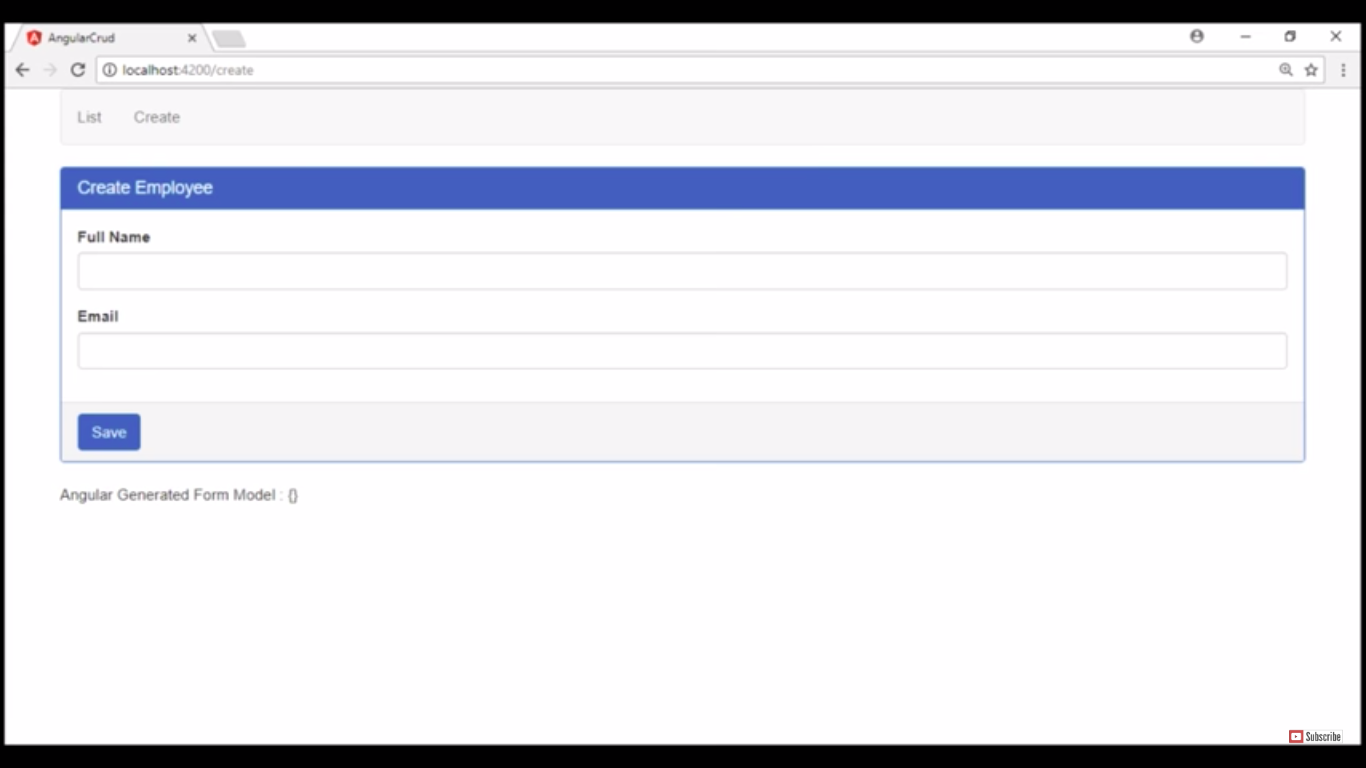 AngularCrud
localhost:4200/create
List Create
Create Employee
Full Name
Email
Save
Angular Generated Form Model : {}
Subscribe